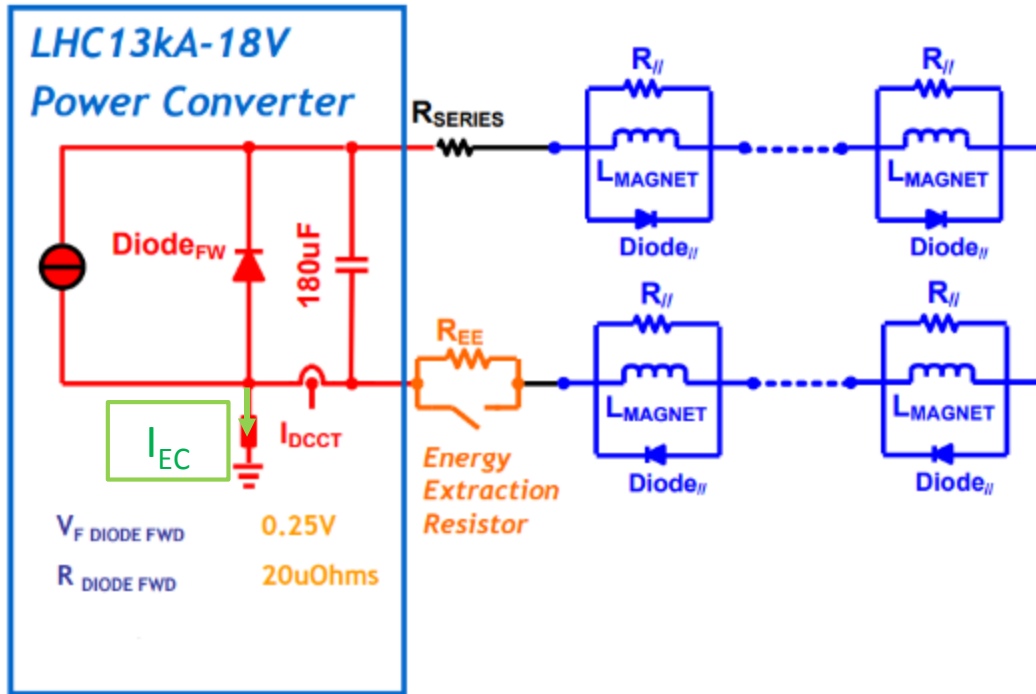 LHC13kA-18V
Power Converter
R//
R//
RSERIES
LMAGNET
LMAGNET
DiodeFW
180uF
Diode//
Diode//
REE
R//
R//
IEC
IDCCT
LMAGNET
LMAGNET
Energy
Extraction
Resistor
Diode//
Diode//
VF DIODE FWD 0.25V
R DIODE FWD 20uOhms